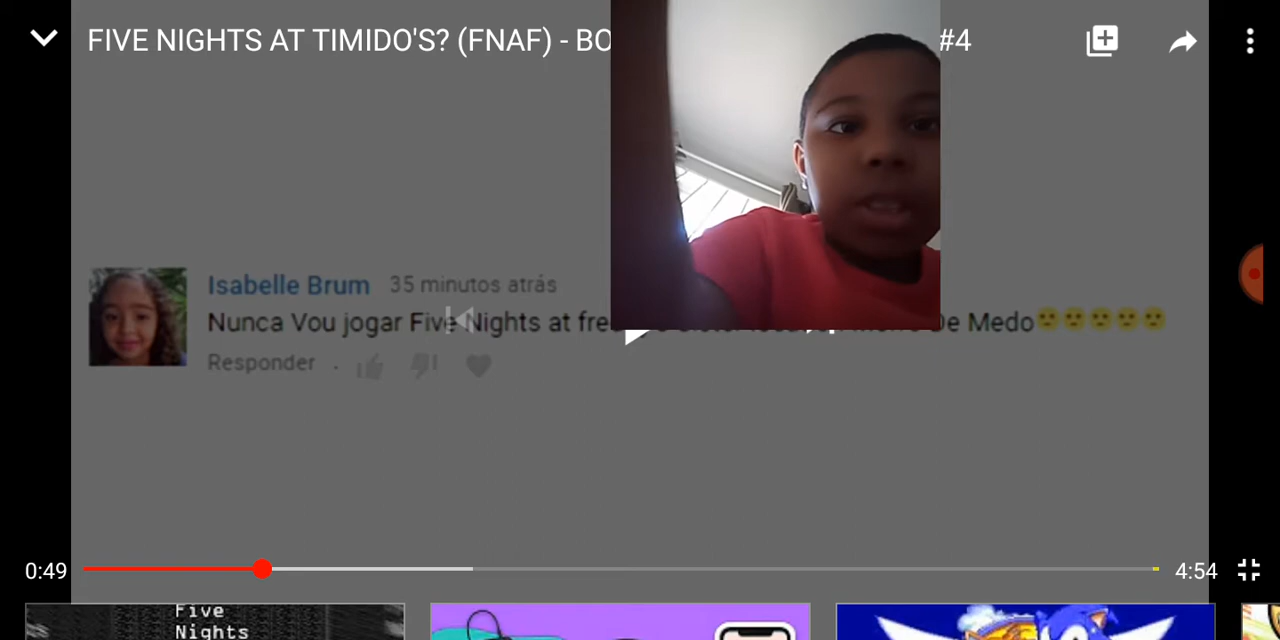 FIVE NIGHTS AT TIMIDO'S? (FNAF) - BO #4
Isabelle Brum 35 minutos atrás
Nunca Vou jogar Five Nights at fre De Medo😕😕😕😕😕
Responder .
0:49
4:54
Five
Nights